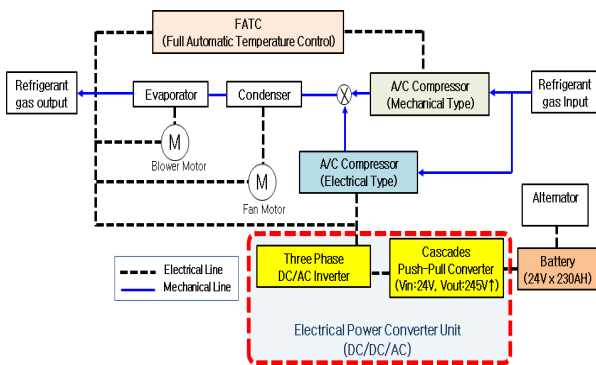 FATC
(Full Automatic Temperature Control)
Refrigerant
gas output
Evaporator
Condenser
X
A/C Compressor
(Mechanical Type)
Refrigerant
gas Input
M
Blower Motor
M
Fan Motor
A/C Compressor
(Electrical Type)
Alternator
Three Phase
DC/AC Inverter
Cascades
Push-Pull Converter
(Vin:24V, Vout:245V↑)
Battery
(24V x 230AH)
Electrical Line
Mechanical Line
Electrical Power Converter Unit
(DC/DC/AC)